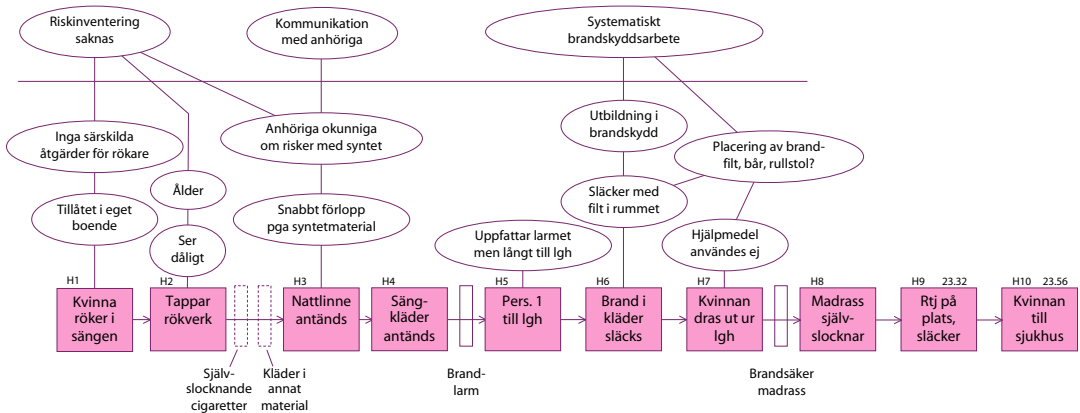 Riskinventering
saknas
Kommunikation
med anhöriga
Systematiskt
brandskyddsarbete
Inga särskilda
åtgärder för rökare
Anhöriga okunniga
om risker med syntet
Utbildning i
brandskydd
Placering av brand-
filt, bår, rullstol?
Ålder
Tillåtet i eget
boende
Snabbt förlopp
pga syntetmaterial
Släcker med
filt i rummet
Ser
dåligt
Uppfattar larmet
men långt till lgh
Hjälpmedel
användes ej
H1
Kvinna
röker i
sängen
H2
Tappar
rökverk
H3
Nattlinne
antänds
H4
Säng-
kläder
antänds
H5
Pers. 1
till lgh
H6
Brand i
kläder
släcks
H7
Kvinnan
dras ut ur
lgh
H8
Madrass
själv-
slocknar
H9 23.32
Rtj på
plats,
släcker
H10 23.56
Kvinnan
till
sjukhus
Själv-
slocknande
cigaretter
Kläder i
annat
material
Brand-
larm
Brandsäker
madrass